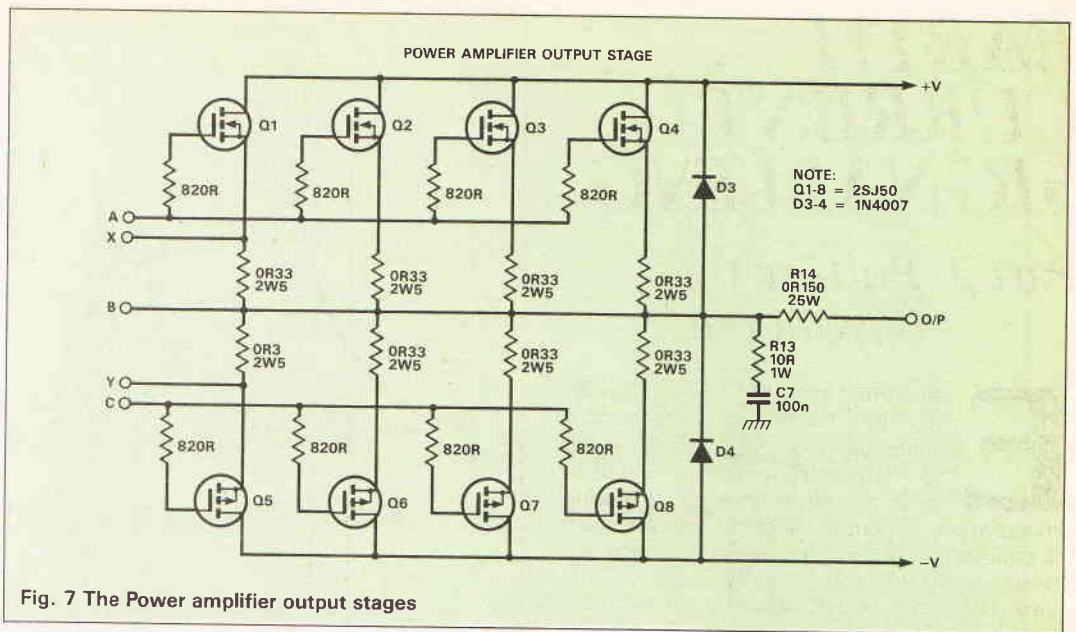 POWER AMPLIFIER OUTPUT STAGE
+V
Q1
Q2
Q3
Q4
820R
820R
820R
820R
D3
NOTE:
Q1-8 = 2SJ50
D3-4 = 1N4007
A
X
0R33
2W5
0R33
2W5
0R33
2W5
0R33
2W5
R14
0R150
25W
B
O/P
0R3
2W5
0R33
2W5
0R33
2W5
0R33
2W5
R13
10R
1W
C7
100n
Y
C
820R
820R
820R
820R
D4
Q5
Q6
Q7
Q8
-V
Fig. 7 The Power amplifier output stages